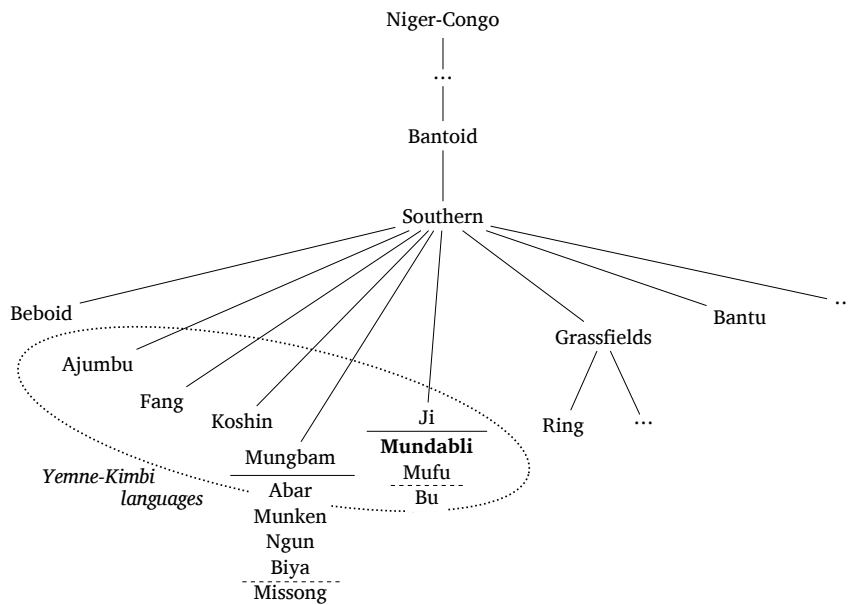 Niger-Congo
...
Bantoid
Southern
Beboid
Ajumbu
Fang
Koshin
Mungbam
Abar
Munken
Ngun
Biya
Missong
Ji
Mundabli
Mufu
Bu
Grassfields
Ring
...
Bantu
..
Yemne-Kimbi
languages